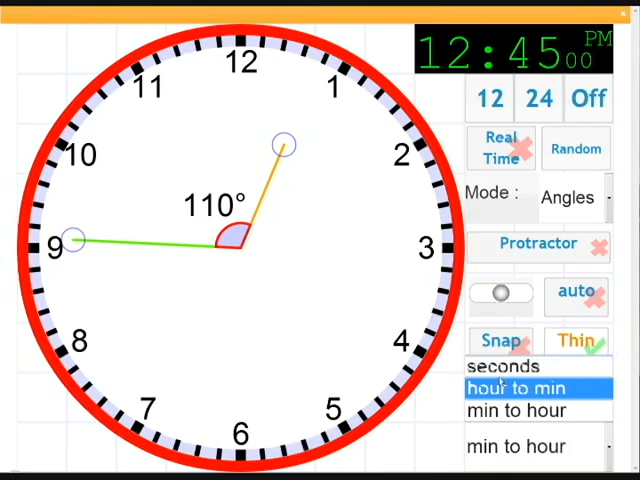 12:45 00 PM
12
1
2
3
4
5
6
7
8
9
10
11
110°
12 24 Off
Real Time
Random
Mode : Angles
Protractor
auto
Snap Thin
seconds
hour to min
min to hour
min to hour